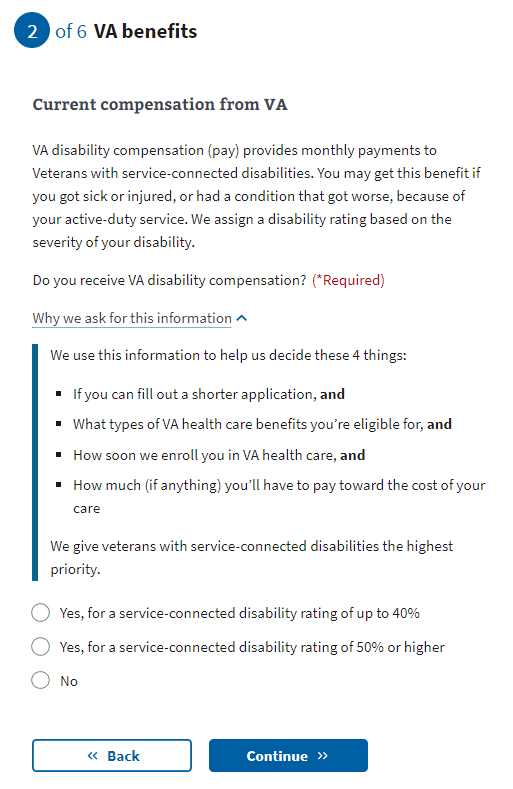 2 of 6 VA benefits
Current compensation from VA
VA disability compensation (pay) provides monthly payments to
Veterans with service-connected disabilities. You may get this benefit if
you got sick or injured, or had a condition that got worse, because of
your active-duty service. We assign a disability rating based on the
severity of your disability.
Do you receive VA disability compensation? (*Required)
Why we ask for this information
We use this information to help us decide these 4 things:
If you can fill out a shorter application, and
What types of VA health care benefits you're eligible for, and
How soon we enroll you in VA health care, and
How much (if anything) you'll have to pay toward the cost of your
care
We give veterans with service-connected disabilities the highest
priority.
Yes, for a service-connected disability rating of up to 40%
Yes, for a service-connected disability rating of 50% or higher
No
« Back
Continue »